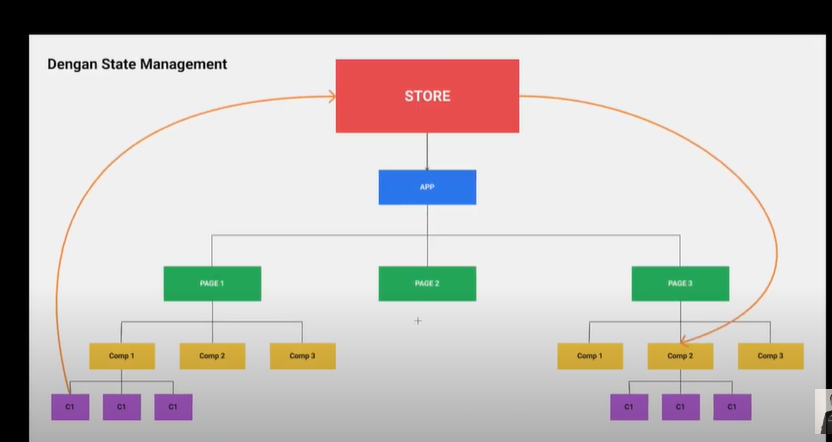 Dengan State Management
STORE
APP
PAGE 1
PAGE 2
PAGE 3
Comp 1
Comp 2
Comp 3
Comp 1
Comp 2
Comp 3
C1
C1
C1
C1
C1
C1